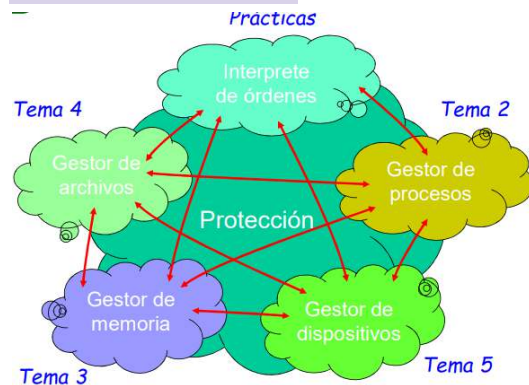 Prácticas
Interprete
de órdenes
Tema 4
Tema 2
Gestor de
archivos
Gestor de
procesos
Protección
Gestor de
memoria
Gestor de
dispositivos
Tema 3
Tema 5